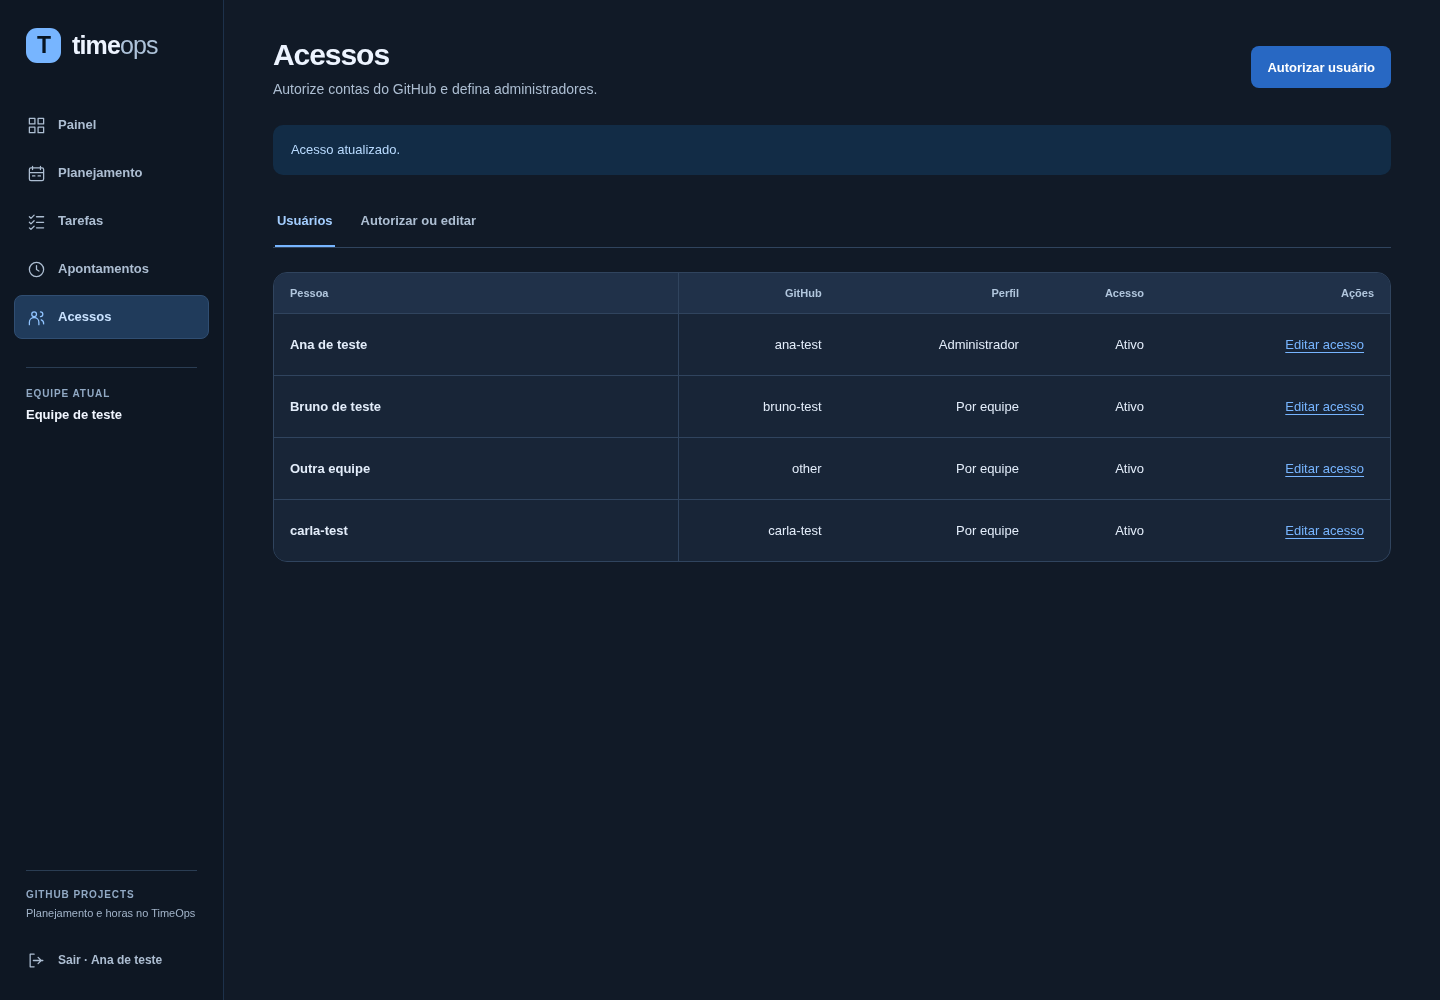 T timeops
Painel
Planejamento
Tarefas
Apontamentos
Acessos
EQUIPE ATUAL
Equipe de teste
GITHUB PROJECTS
Planejamento e horas no TimeOps
Sair · Ana de teste
Acessos
Autorize contas do GitHub e defina administradores.
Autorizar usuário
Acesso atualizado.
Usuários Autorizar ou editar
Pessoa GitHub Perfil Acesso Ações
Ana de teste ana-test Administrador Ativo Editar acesso
Bruno de teste bruno-test Por equipe Ativo Editar acesso
Outra equipe other Por equipe Ativo Editar acesso
carla-test carla-test Por equipe Ativo Editar acesso